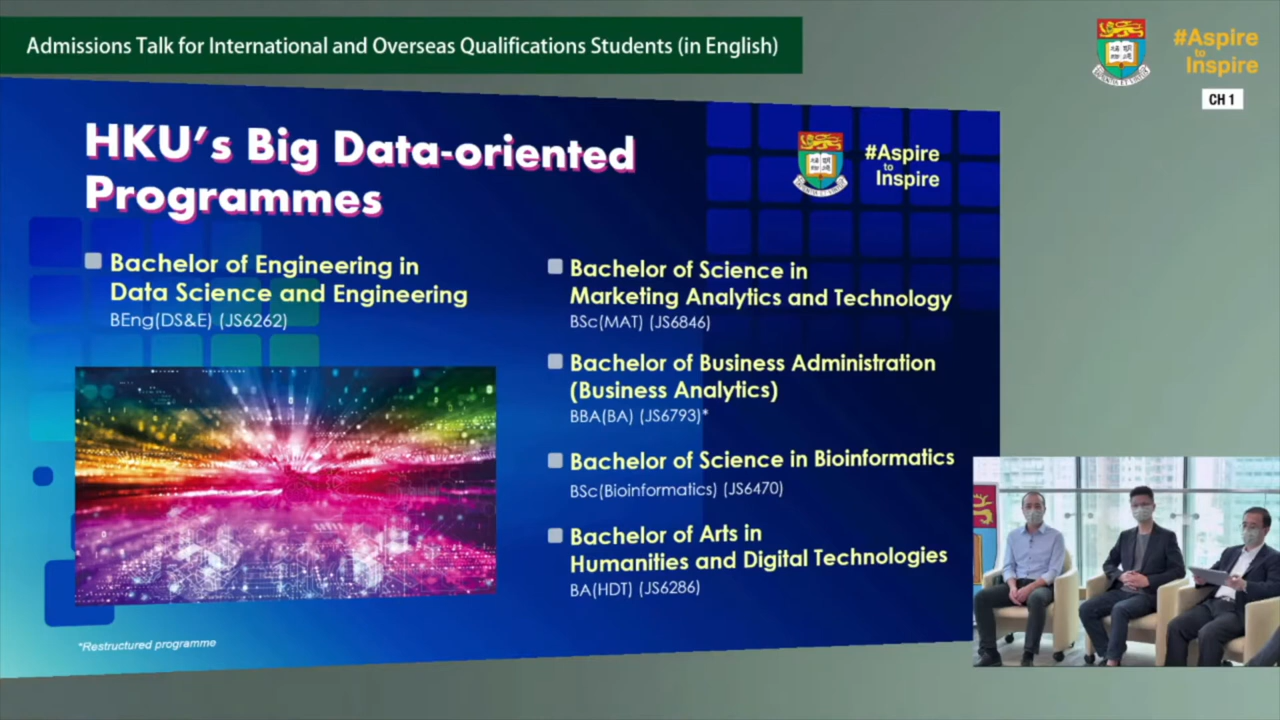 Admissions Talk for International and Overseas Qualifications Students (in English)
#Aspire
to
Inspire
CH 1
HKU's Big Data-oriented
Programmes
#Aspire
to
Inspire
Bachelor of Engineering in
Data Science and Engineering
BEng(DS&E) (JS6262)
Bachelor of Science in
Marketing Analytics and Technology
BSc(MAT) (JS6846)
Bachelor of Business Administration
(Business Analytics)
BBA(BA) (JS6793)*
Bachelor of Science in Bioinformatics
BSc(Bioinformatics) (JS6470)
Bachelor of Arts in
Humanities and Digital Technologies
BA(HDT) (JS6286)
*Restructured programme